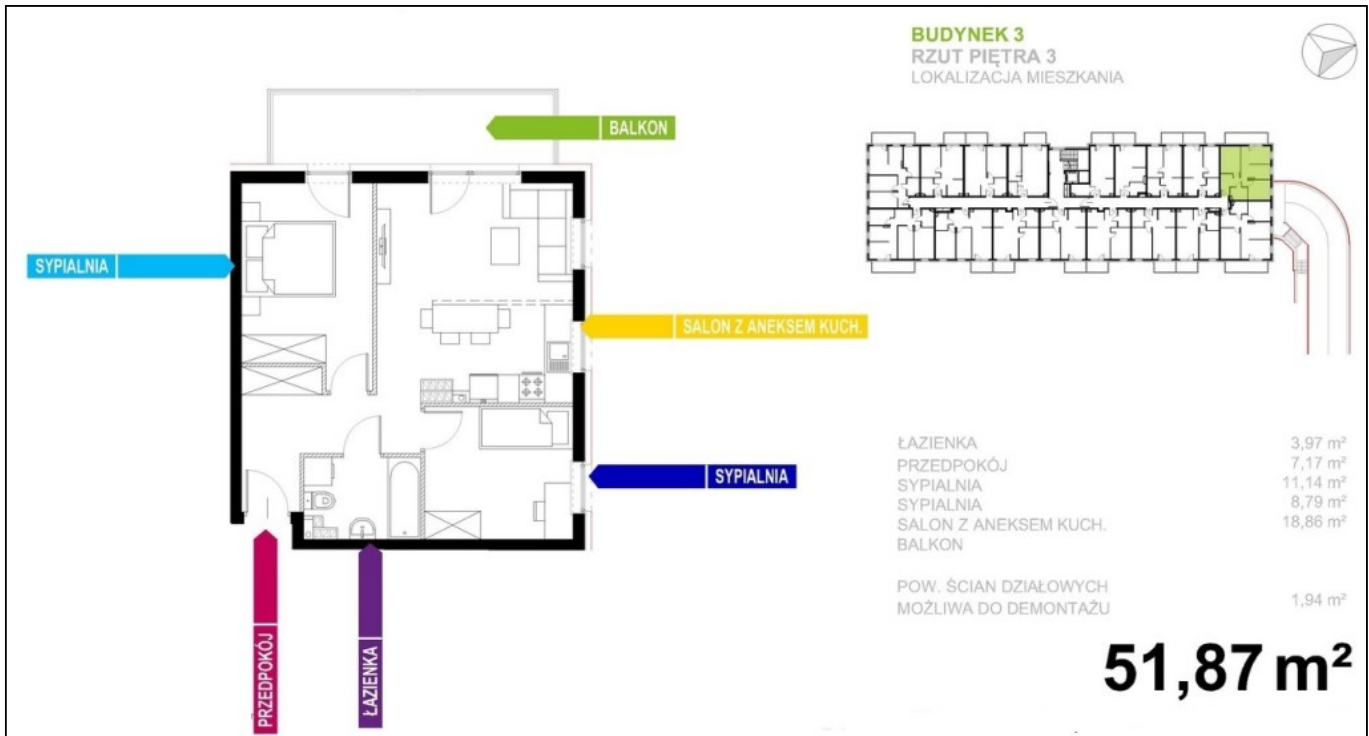 BUDYNEK 3
RZUT PIĘTRA 3
LOKALIZACJA MIESZKANIA
BALKON
SYPIALNIA
SALON Z ANEKSEM KUCH.
SYPIALNIA
PRZEDPOKÓJ
ŁAZIENKA
ŁAZIENKA 3,97 m²
PRZEDPOKÓJ 7,17 m²
SYPIALNIA 11,14 m²
SYPIALNIA 8,79 m²
SALON Z ANEKSEM KUCH. 18,86 m²
BALKON
POW. ŚCIAN DZIAŁOWYCH
MOŻLIWA DO DEMONTAŻU 1,94 m²
51,87 m²